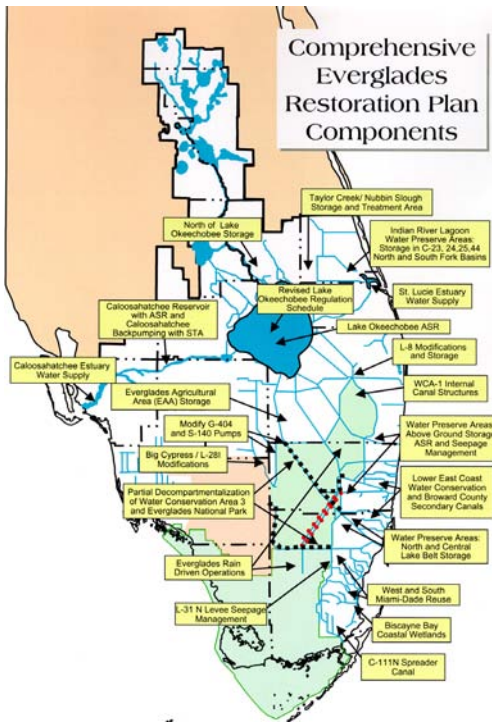 Comprehensive
Everglades
Restoration Plan
Components
Taylor Creek/ Nubbin Slough
Storage and Treatment Area
North of Lake
Okeechobee Storage
Indian River Lagoon
Water Preserve Areas:
Storage in C-23, 24,25,44
North and South Fork Basins
Revised Lake
Okeechobee Regulation
Schedule
St. Lucie Estuary
Water Supply
Caloosahatchee Reservoir
with ASR and
Caloosahatchee
Backpumping with STA
Lake Okeechobee ASR
L-8 Modifications
and Storage
Caloosahatchee Estuary
Water Supply
WCA-1 Internal
Canal Structures
Everglades Agricultural
Area (EAA) Storage
Modify G-404
and S-140 Pumps
Water Preserve Areas
Above Ground Storage
ASR and Seepage
Management
Big Cypress / L-28I
Modifications
Lower East Coast
Water Conservation
and Broward County
Secondary Canals
Partial Decompartmentalization
of Water Conservation Area 3
and Everglades National Park
Water Preserve Areas:
North and Central
Lake Belt Storage
Everglades Rain
Driven Operations
West and South
Miami-Dade Reuse
L-31 N Levee Seepage
Management
Biscayne Bay
Coastal Wetlands
C-111N Spreader
Canal